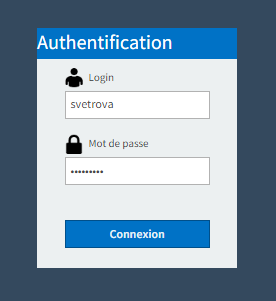 Authentification
Login
svetrova
Mot de passe
•••••••••
Connexion